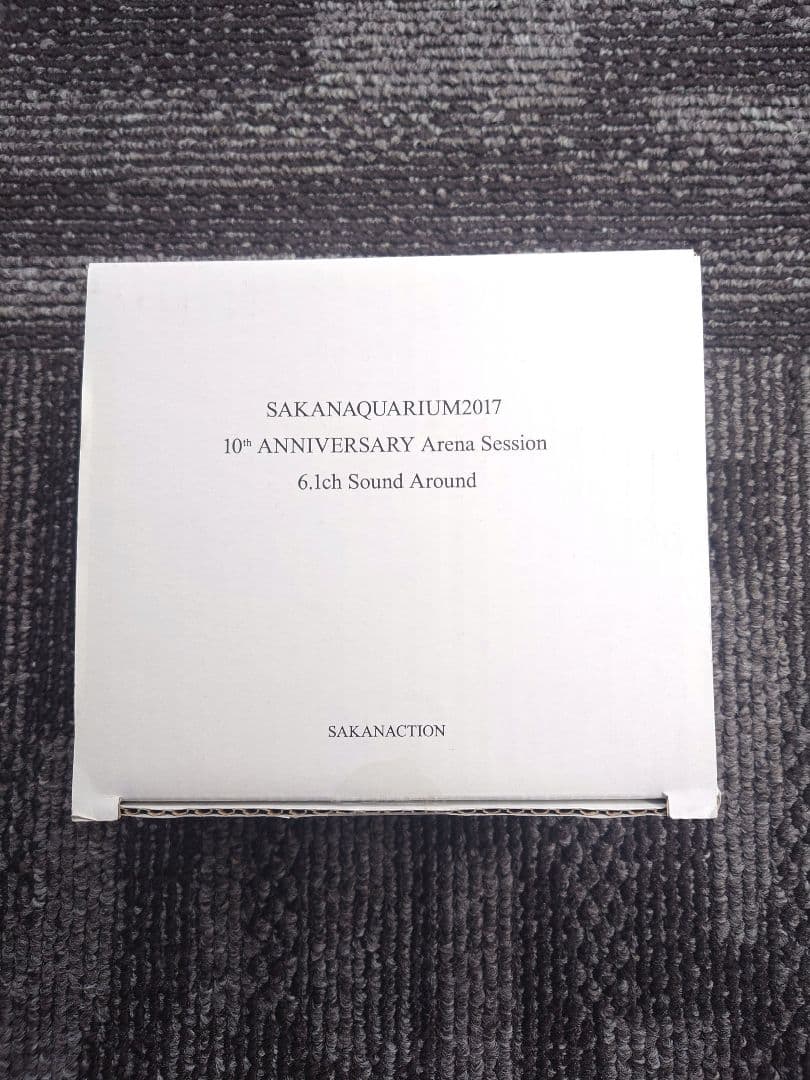 SAKANAQUARIUM2017
10th ANNIVERSARY Arena Session
6.1ch Sound Around
SAKANACTION